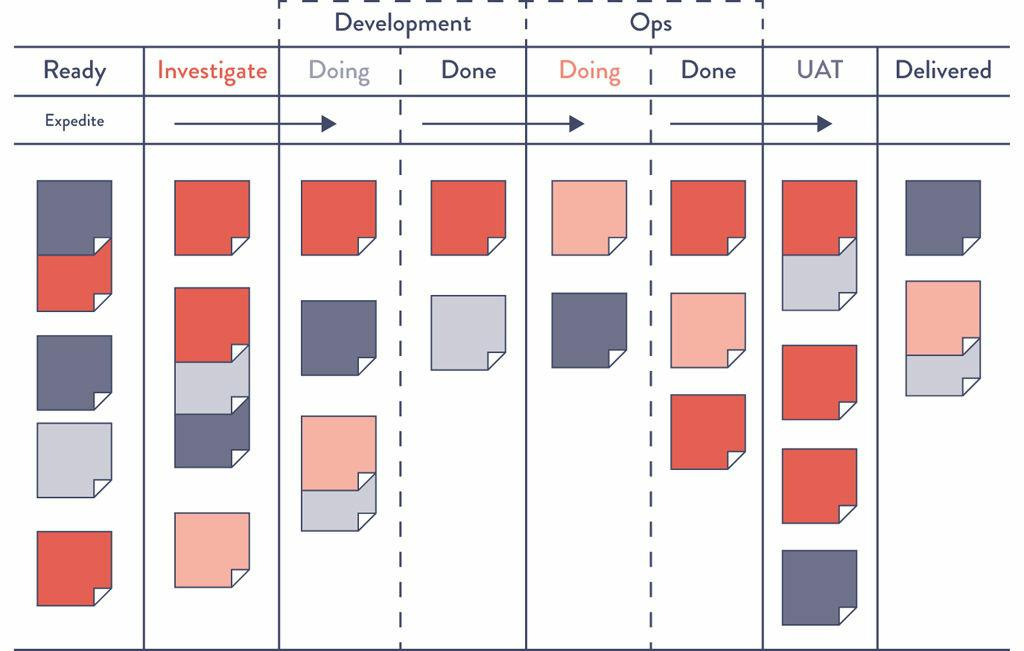 Development
Ops
Ready
Investigate
Doing
Done
Doing
Done
UAT
Delivered
Expedite